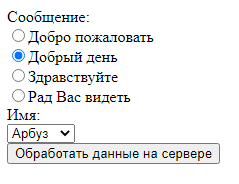 Сообщение:
Добро пожаловать
Добрый день
Здравствуйте
Рад Вас видеть
Имя:
Арбуз
Обработать данные на сервере